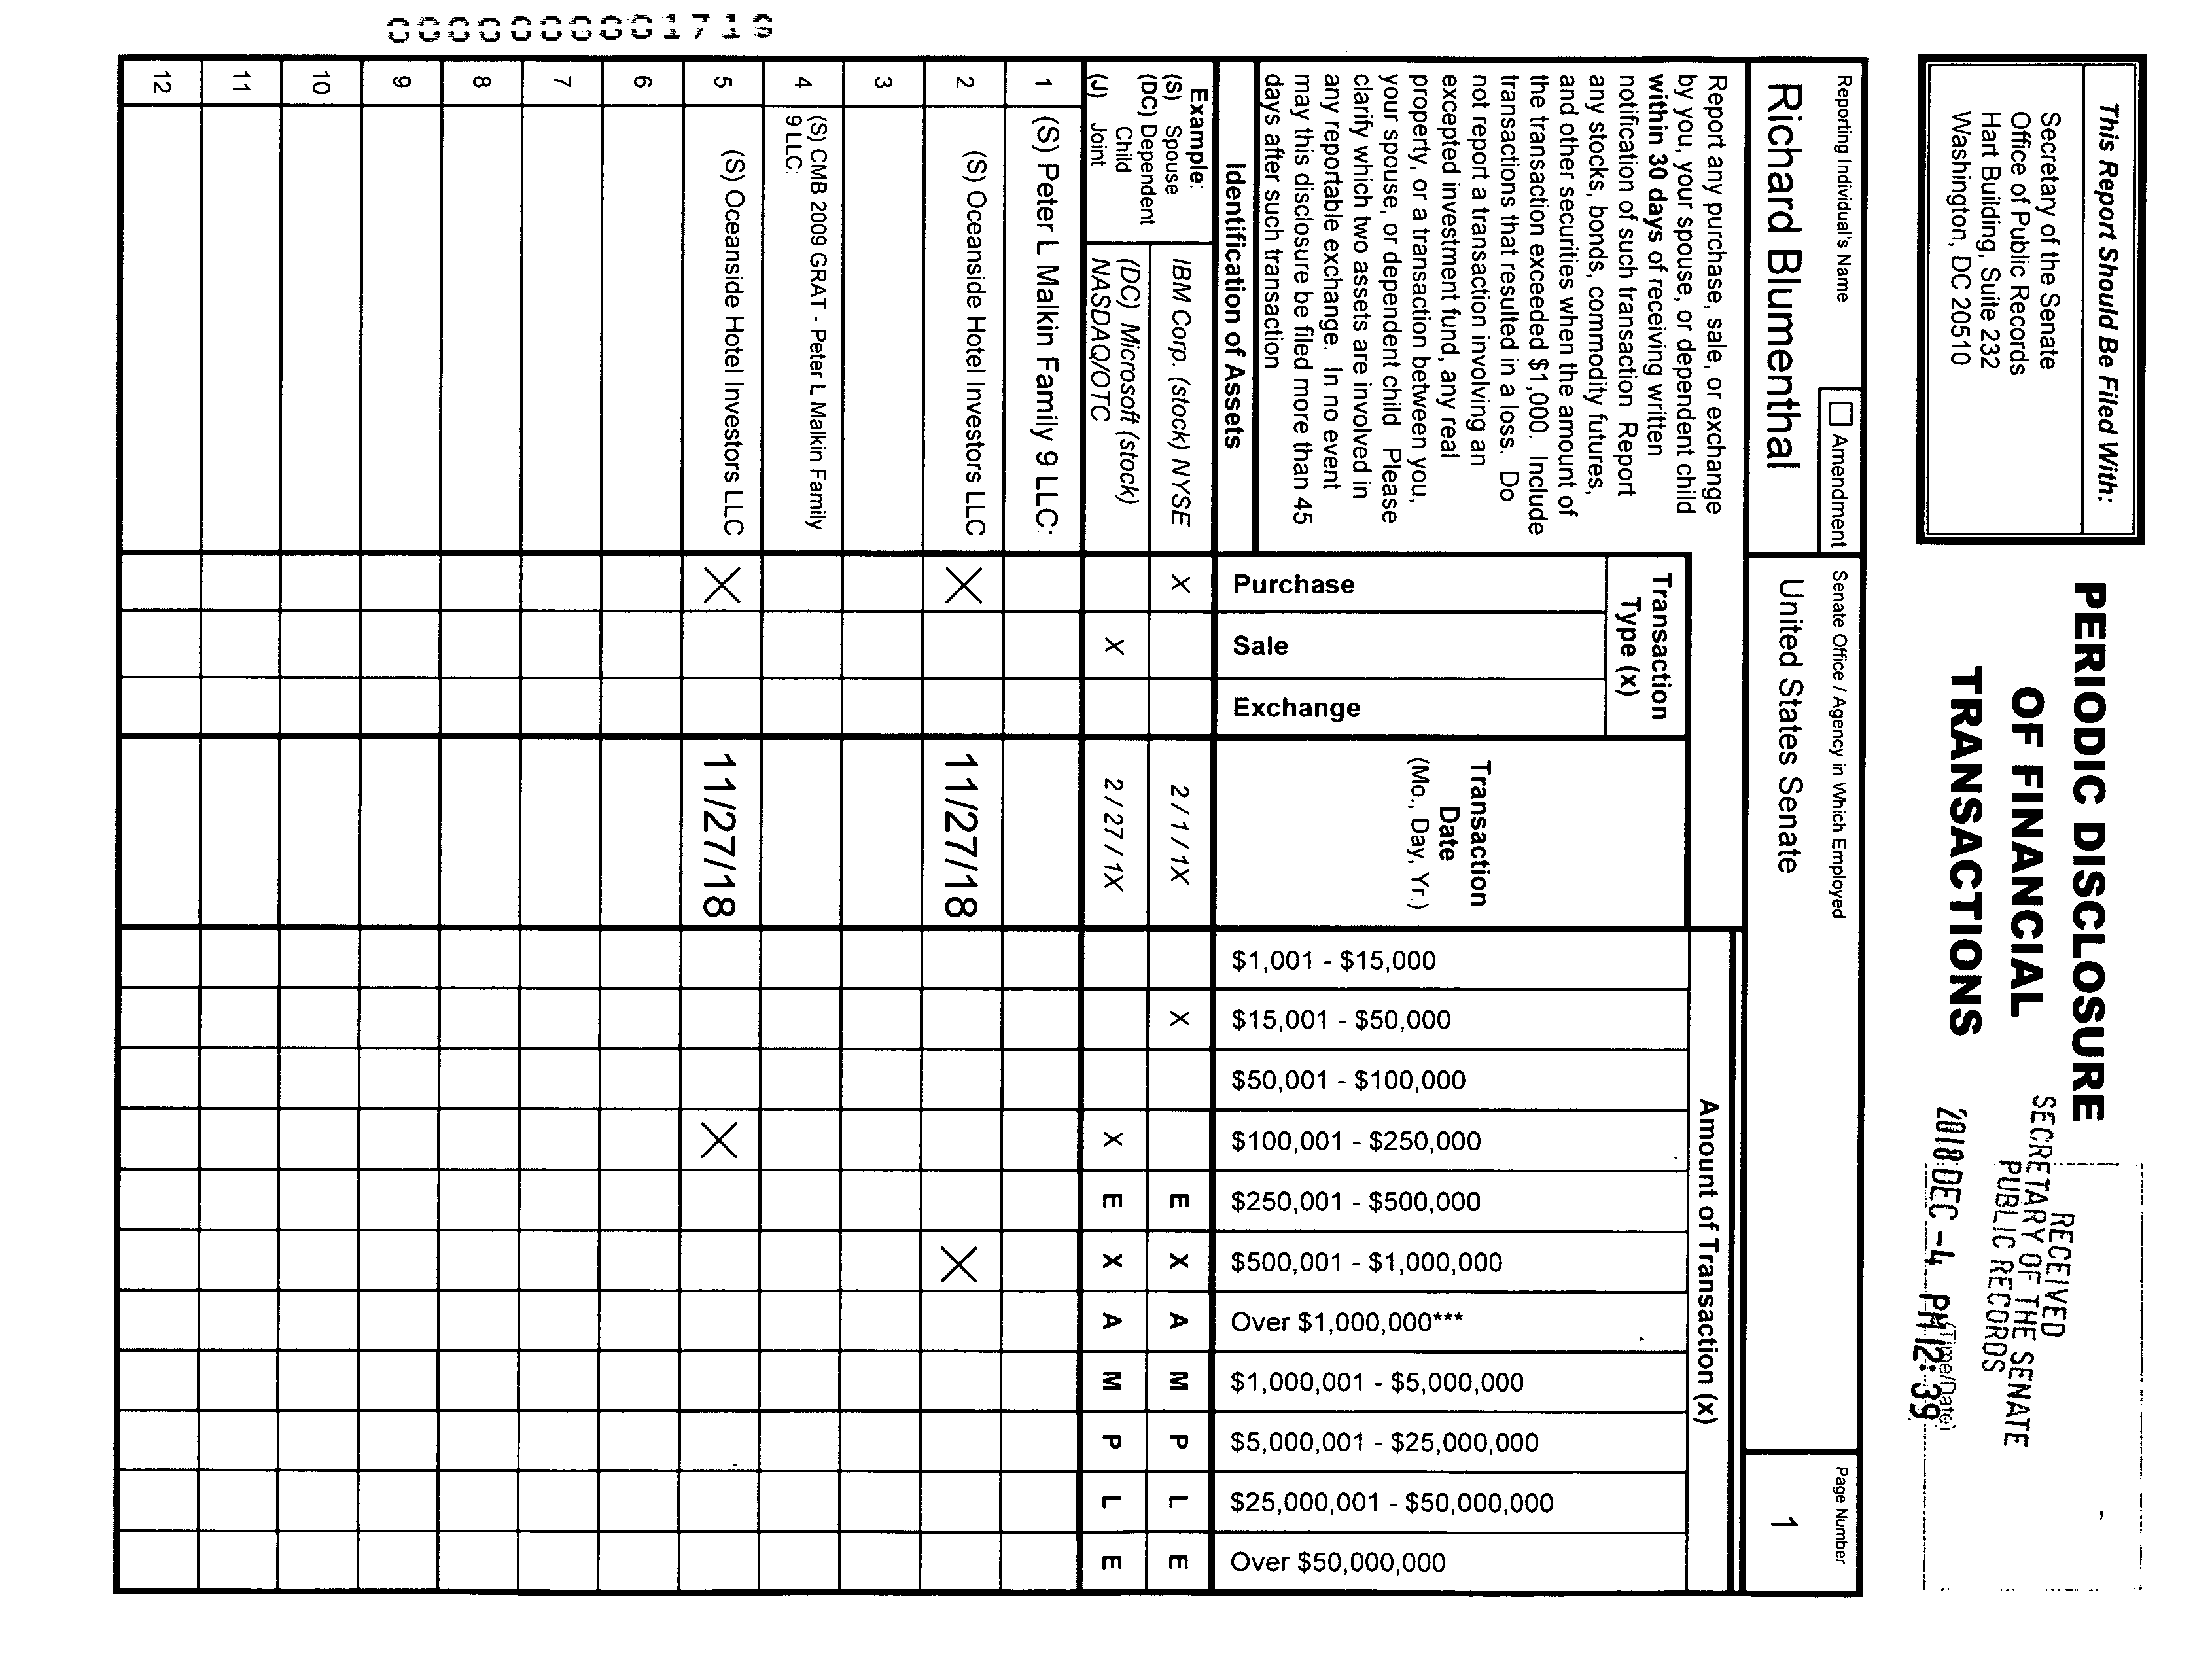 This Report Should Be Filed With:
Secretary of the Senate
Office of Public Records
Hart Building, Suite 232
Washington, DC 20510
PERIODIC DISCLOSURE
OF FINANCIAL
TRANSACTIONS
RECEIVED
SECRETARY OF THE SENATE
PUBLIC RECORDS
2018 DEC -4 PM 12:39
(Time/Date)
Reporting Individual's Name
Amendment
Senate Office / Agency in Which Employed
Page Number
Richard Blumenthal
United States Senate
1
Report any purchase, sale, or exchange
by you, your spouse, or dependent child
within 30 days of receiving written
notification of such transaction. Report
any stocks, bonds, commodity futures,
and other securities when the amount of
the transaction exceeded $1,000. Include
transactions that resulted in a loss. Do
not report a transaction involving an
excepted investment fund, any real
property, or a transaction between you,
your spouse, or dependent child. Please
clarify which two assets are involved in
any reportable exchange. In no event
may this disclosure be filed more than 45
days after such transaction.
Identification of Assets
Transaction
Type (x)
Purchase
Sale
Exchange
Transaction
Date
(Mo., Day, Yr.)
Amount of Transaction (x)
$1,001 - $15,000
$15,001 - $50,000
$50,001 - $100,000
$100,001 - $250,000
$250,001 - $500,000
$500,001 - $1,000,000
Over $1,000,000***
$1,000,001 - $5,000,000
$5,000,001 - $25,000,000
$25,000,001 - $50,000,000
Over $50,000,000
Example:
(S) Spouse
(DC) Dependent
Child
(J) Joint
IBM Corp. (stock) NYSE X 2 / 1 / 1X X E X A M P L E
(DC) Microsoft (stock)
NASDAQ/OTC X 2 / 27 / 1X X E X A M P L E
1 (S) Peter L Malkin Family 9 LLC:
2 (S) Oceanside Hotel Investors LLC X 11/27/18 X
3
4 (S) CMB 2009 GRAT - Peter L Malkin Family
9 LLC:
5 (S) Oceanside Hotel Investors LLC X 11/27/18 X
6
7
8
9
10
11
12